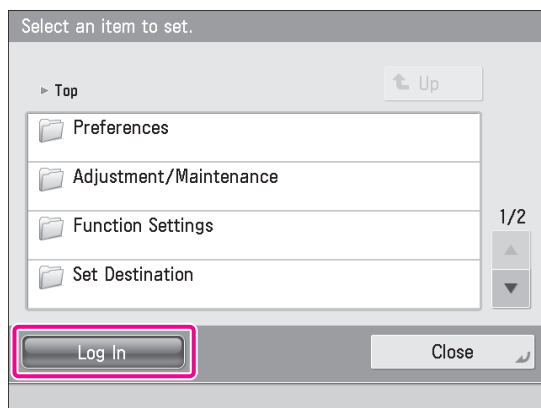 Select an item to set.
Top
Up
Preferences
Adjustment/Maintenance
Function Settings
Set Destination
1/2
Log In
Close